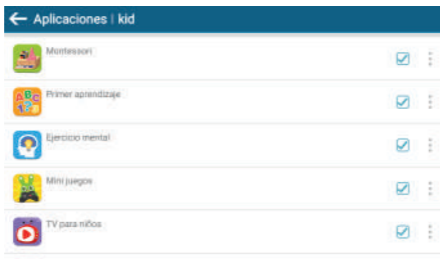 Aplicaciones | kid
Montessori
Primer aprendizaje
Ejercicio mental
Mini juegos
TV para niños